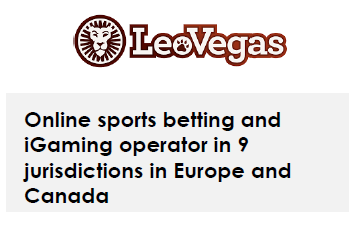 LeoVegas
Online sports betting and
iGaming operator in 9
jurisdictions in Europe and
Canada